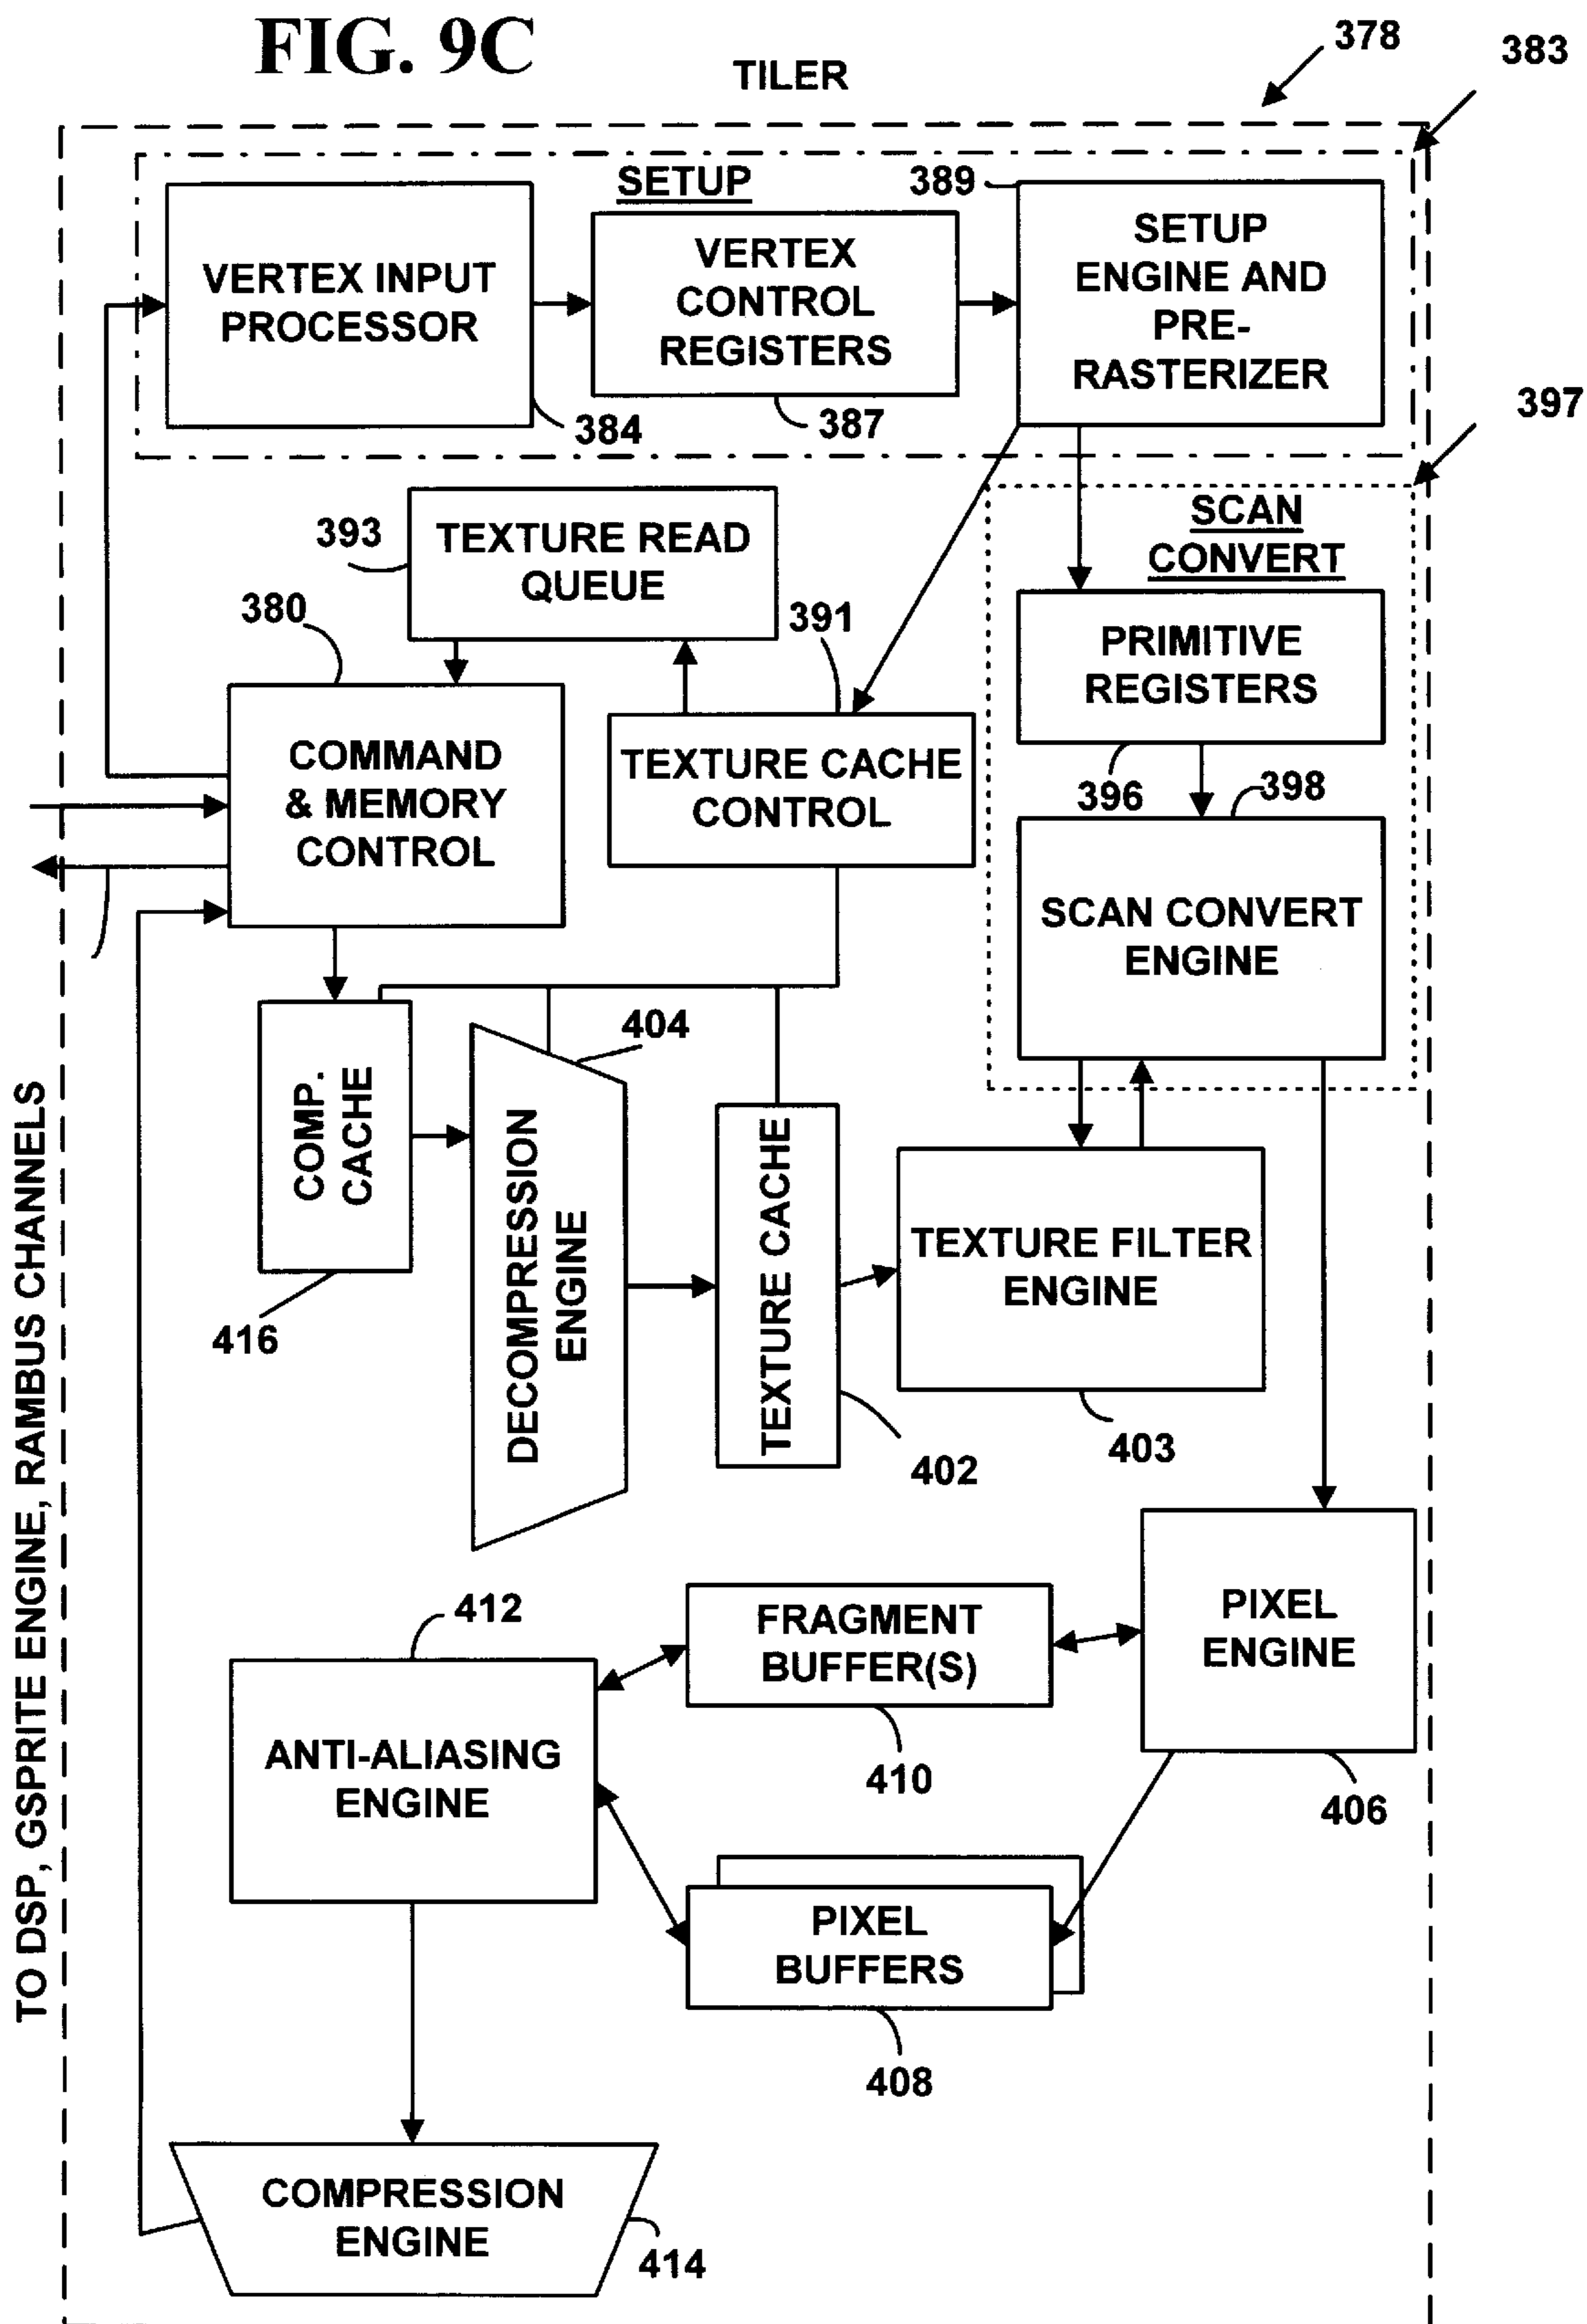 FIG. 9C
TILER
378
383
SETUP
389
VERTEX INPUT
PROCESSOR
VERTEX
CONTROL
REGISTERS
SETUP
ENGINE AND
PRE-
RASTERIZER
384
387
397
393
TEXTURE READ
QUEUE
SCAN
CONVERT
380
391
PRIMITIVE
REGISTERS
COMMAND
& MEMORY
CONTROL
TEXTURE CACHE
CONTROL
396
398
SCAN CONVERT
ENGINE
404
COMP.
CACHE
DECOMPRESSION
ENGINE
TEXTURE CACHE
TEXTURE FILTER
ENGINE
416
402
403
TO DSP, GSPRITE ENGINE, RAMBUS CHANNELS
412
FRAGMENT
BUFFER(S)
PIXEL
ENGINE
ANTI-ALIASING
ENGINE
410
406
PIXEL
BUFFERS
408
COMPRESSION
ENGINE
414